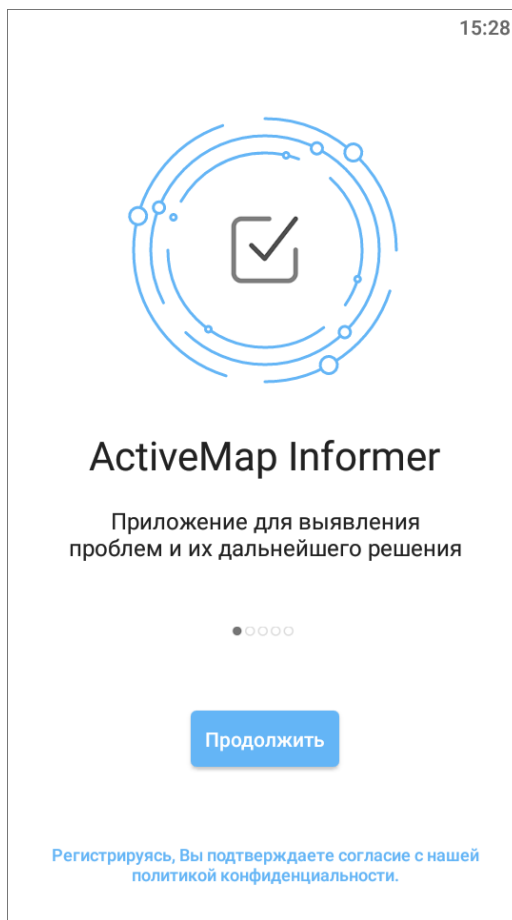 15:28
ActiveMap Informer
Приложение для выявления
проблем и их дальнейшего решения
Продолжить
Регистрируясь, Вы подтверждаете согласие с нашей
политикой конфиденциальности.